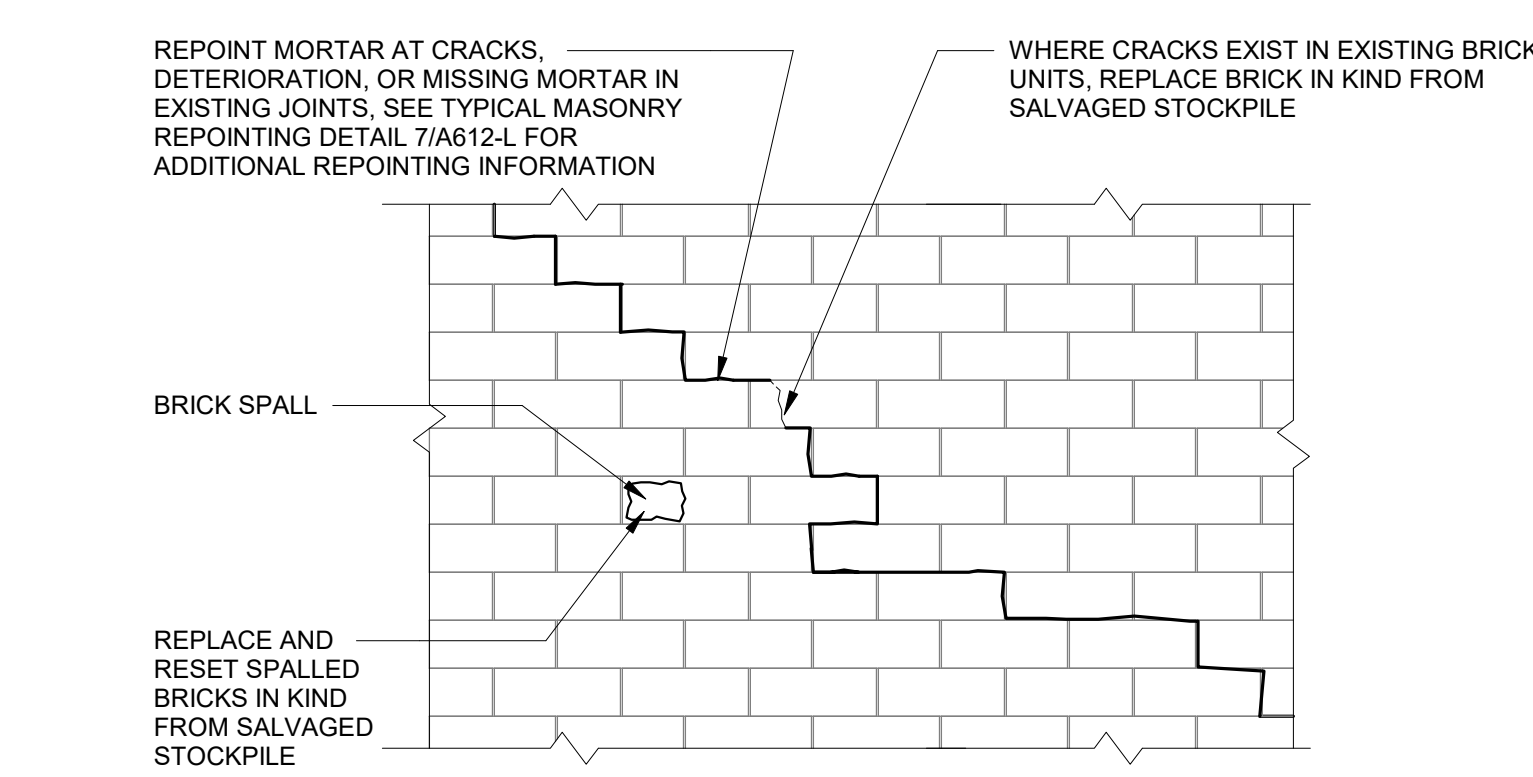 REPOINT MORTAR AT CRACKS,
DETERIORATION, OR MISSING MORTAR IN
EXISTING JOINTS, SEE TYPICAL MASONRY
REPOINTING DETAIL 7/A612-L FOR
ADDITIONAL REPOINTING INFORMATION
WHERE CRACKS EXIST IN EXISTING BRICK
UNITS, REPLACE BRICK IN KIND FROM
SALVAGED STOCKPILE
BRICK SPALL
REPLACE AND
RESET SPALLED
BRICKS IN KIND
FROM SALVAGED
STOCKPILE